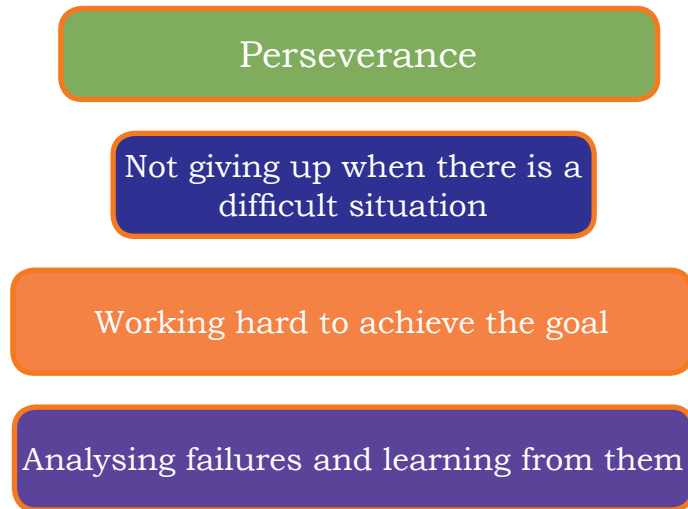 Perseverance
Not giving up when there is a
difficult situation
Working hard to achieve the goal
Analysing failures and learning from them